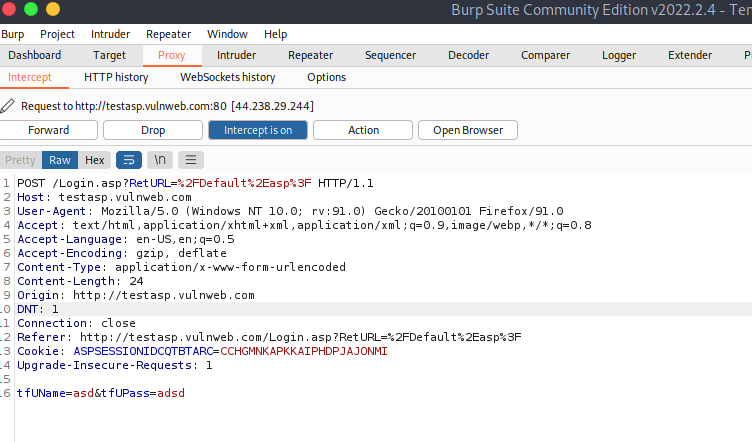 Burp Suite Community Edition v2022.2.4 - Ten
Burp Project Intruder Repeater Window Help
Dashboard Target Proxy Intruder Repeater Sequencer Decoder Comparer Logger Extender P
Intercept HTTP history WebSockets history Options
Request to http://testasp.vulnweb.com:80 [44.238.29.244]
Forward Drop Intercept is on Action Open Browser
Pretty Raw Hex \n
1 POST /Login.asp?RetURL=%2FDefault%2Easp%3F HTTP/1.1
2 Host: testasp.vulnweb.com
3 User-Agent: Mozilla/5.0 (Windows NT 10.0; rv:91.0) Gecko/20100101 Firefox/91.0
4 Accept: text/html,application/xhtml+xml,application/xml;q=0.9,image/webp,*/*;q=0.8
5 Accept-Language: en-US,en;q=0.5
6 Accept-Encoding: gzip, deflate
7 Content-Type: application/x-www-form-urlencoded
8 Content-Length: 24
9 Origin: http://testasp.vulnweb.com
10 DNT: 1
11 Connection: close
12 Referer: http://testasp.vulnweb.com/Login.asp?RetURL=%2FDefault%2Easp%3F
13 Cookie: ASPSESSIONIDCQTBTARC=CCHGMNKAPKKAIPHDPJAJONMI
14 Upgrade-Insecure-Requests: 1
15
16 tfUName=asd&tfUPass=adsd